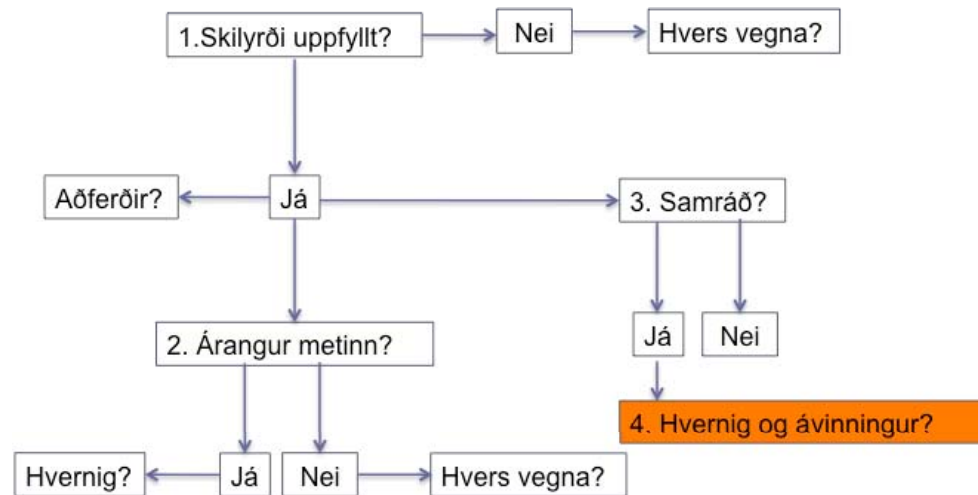 1.Skilyrði uppfyllt?
Nei
Hvers vegna?
Aðferðir?
Já
3. Samráð?
2. Árangur metinn?
Já
Nei
4. Hvernig og ávinningur?
Hvernig?
Já
Nei
Hvers vegna?